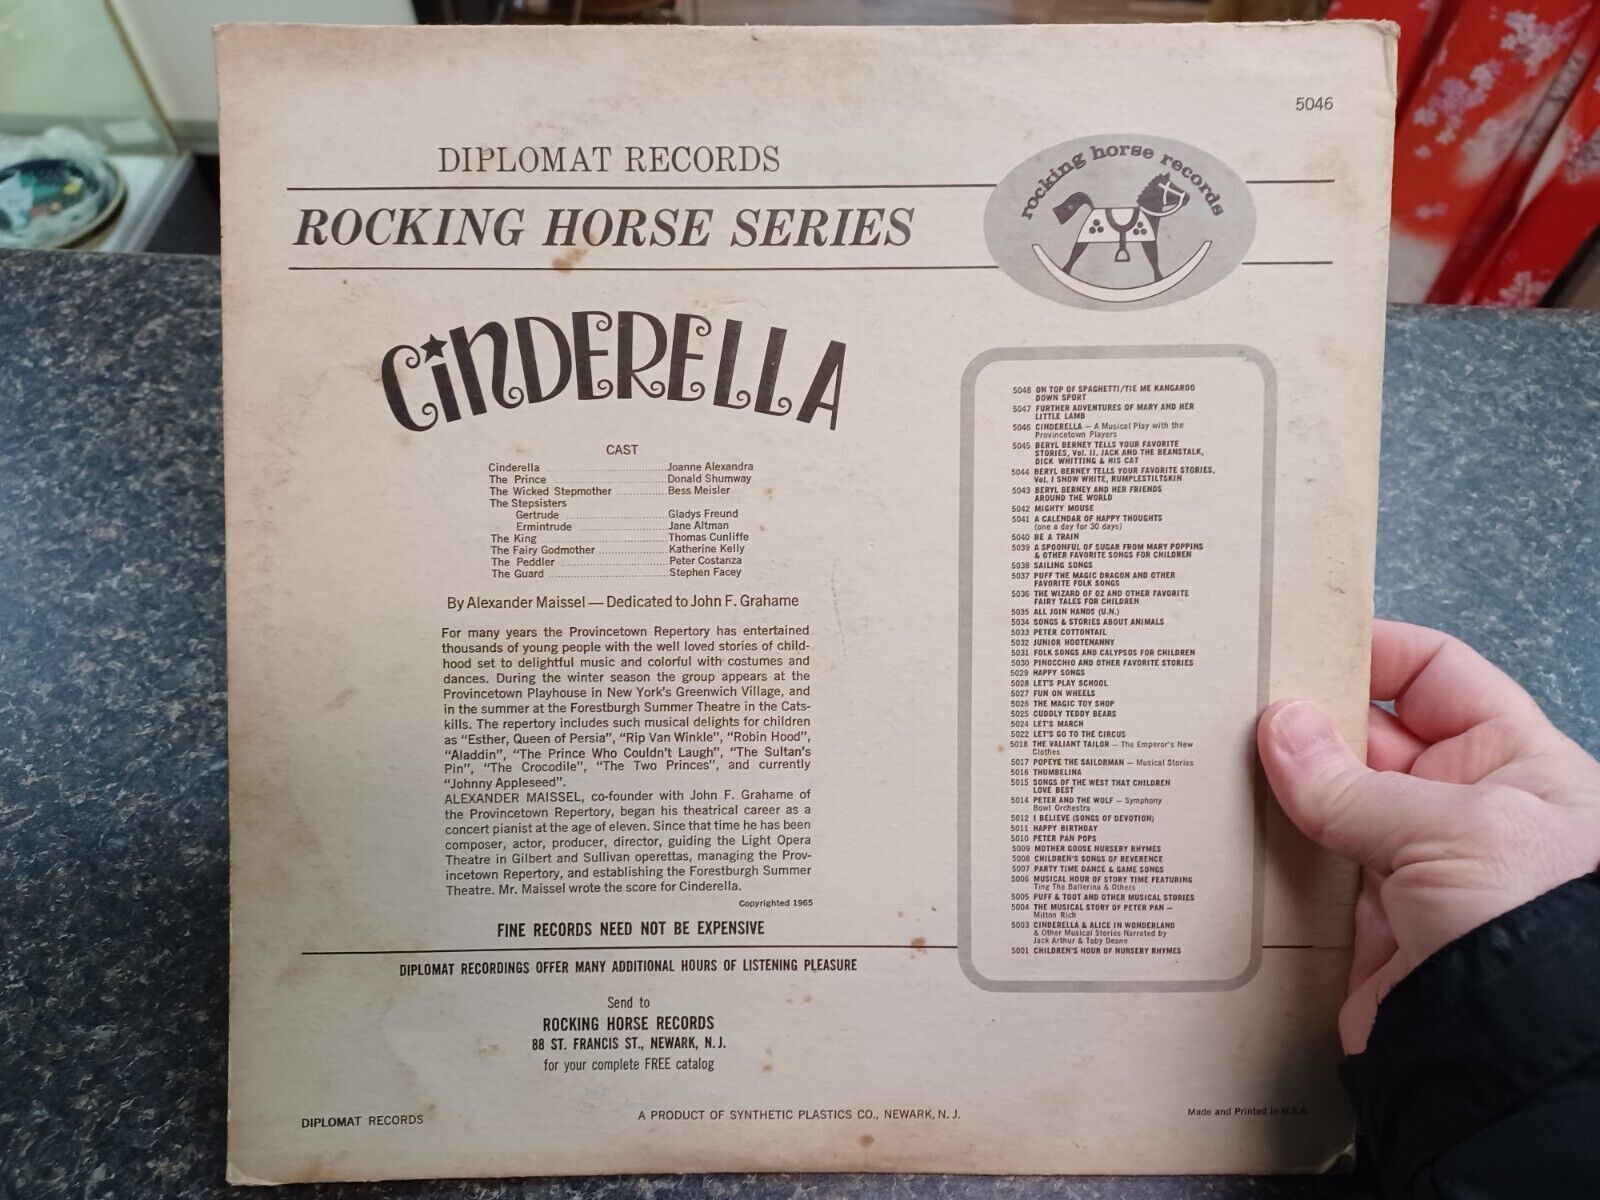 5046
DIPLOMAT RECORDS
ROCKING HORSE SERIES
rocking horse records
CINDERELLA
CAST
Cinderella ........ Joanne Alexandra
The Prince ........ Donald Shumway
The Wicked Stepmother ........ Bess Meisler
The Stepsisters
Gertrude ........ Gladys Freund
Ermintrude ........ Jane Altman
The King ........ Thomas Cunliffe
The Fairy Godmother ........ Katherine Kelly
The Peddler ........ Peter Costanza
The Guard ........ Stephen Facey
By Alexander Maissel — Dedicated to John F. Grahame
For many years the Provincetown Repertory has entertained
thousands of young people with the well loved stories of child-
hood set to delightful music and colorful with costumes and
dances. During the winter season the group appears at the
Provincetown Playhouse in New York's Greenwich Village, and
in the summer at the Forestburgh Summer Theatre in the Cats-
kills. The repertory includes such musical delights for children
as "Esther, Queen of Persia", "Rip Van Winkle", "Robin Hood",
"Aladdin", "The Prince Who Couldn't Laugh", "The Sultan's
Pin", "The Crocodile", "The Two Princes", and currently
"Johnny Appleseed".
ALEXANDER MAISSEL, co-founder with John F. Grahame of
the Provincetown Repertory, began his theatrical career as a
concert pianist at the age of eleven. Since that time he has been
composer, actor, producer, director, guiding the Light Opera
Theatre in Gilbert and Sullivan operettas, managing the Prov-
incetown Repertory, and establishing the Forestburgh Summer
Theatre. Mr. Maissel wrote the score for Cinderella.
Copyrighted 1965
FINE RECORDS NEED NOT BE EXPENSIVE
DIPLOMAT RECORDINGS OFFER MANY ADDITIONAL HOURS OF LISTENING PLEASURE
Send to
ROCKING HORSE RECORDS
88 ST. FRANCIS ST., NEWARK, N. J.
for your complete FREE catalog
5048 ON TOP OF SPAGHETTI/TIE ME KANGAROO
DOWN SPORT
5047 FURTHER ADVENTURES OF MARY AND HER
LITTLE LAMB
5046 CINDERELLA — A Musical Play with the
Provincetown Players
5045 BERYL BERNEY TELLS YOUR FAVORITE
STORIES, Vol. II. JACK AND THE BEANSTALK,
DICK WHITTING & HIS CAT
5044 BERYL BERNEY TELLS YOUR FAVORITE STORIES,
Vol. I SNOW WHITE, RUMPLESTILTSKIN
5043 BERYL BERNEY AND HER FRIENDS
AROUND THE WORLD
5042 MIGHTY MOUSE
5041 A CALENDAR OF HAPPY THOUGHTS
(one a day for 30 days)
5040 BE A TRAIN
5039 A SPOONFUL OF SUGAR FROM MARY POPPINS
& OTHER FAVORITE SONGS FOR CHILDREN
5038 SAILING SONGS
5037 PUFF THE MAGIC DRAGON AND OTHER
FAVORITE FOLK SONGS
5036 THE WIZARD OF OZ AND OTHER FAVORITE
FAIRY TALES FOR CHILDREN
5035 ALL JOIN HANDS (U.N.)
5034 SONGS & STORIES ABOUT ANIMALS
5033 PETER COTTONTAIL
5032 JUNIOR HOOTENANNY
5031 FOLK SONGS AND CALYPSOS FOR CHILDREN
5030 PINOCCHIO AND OTHER FAVORITE STORIES
5029 HAPPY SONGS
5028 LET'S PLAY SCHOOL
5027 FUN ON WHEELS
5026 THE MAGIC TOY SHOP
5025 CUDDLY TEDDY BEARS
5024 LET'S MARCH
5022 LET'S GO TO THE CIRCUS
5018 THE VALIANT TAILOR — The Emperor's New
Clothes
5017 POPEYE THE SAILORMAN — Musical Stories
5016 THUMBELINA
5015 SONGS OF THE WEST THAT CHILDREN
LOVE BEST
5014 PETER AND THE WOLF — Symphony
Bowl Orchestra
5012 I BELIEVE (SONGS OF DEVOTION)
5011 HAPPY BIRTHDAY
5010 PETER PAN POPS
5009 MOTHER GOOSE NURSERY RHYMES
5008 CHILDREN'S SONGS OF REVERENCE
5007 PARTY TIME DANCE & GAME SONGS
5006 MUSICAL HOUR OF STORY TIME FEATURING
Ting The Ballerina & Others
5005 PUFF & TOOT AND OTHER MUSICAL STORIES
5004 THE MUSICAL STORY OF PETER PAN —
Milton Rich
5003 CINDERELLA & ALICE IN WONDERLAND
& Other Musical Stories Narrated by
Jack Arthur & Toby Deane
5001 CHILDREN'S HOUR OF NURSERY RHYMES
DIPLOMAT RECORDS
A PRODUCT OF SYNTHETIC PLASTICS CO., NEWARK, N. J.
Made and Printed in U.S.A.